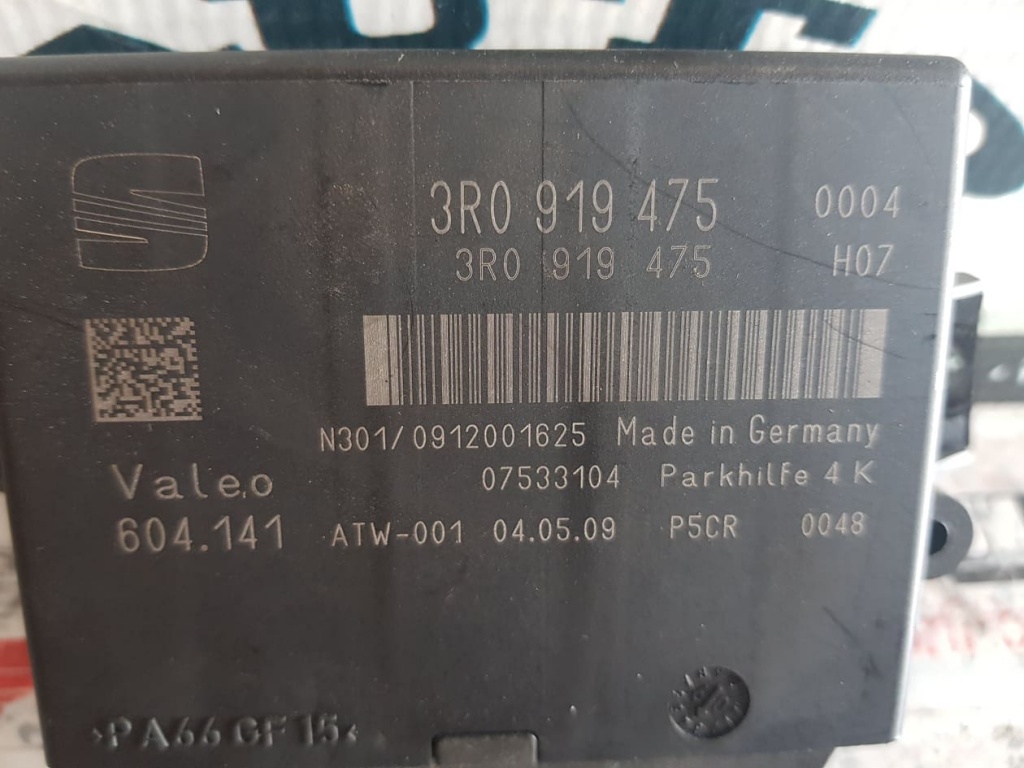 3R0 919 475 0004
3R0 919 475 H07
N301/0912001625 Made in Germany
Valeo 07533104 Parkhilfe 4 K
604.141 ATW-001 04.05.09 P5CR 0048
>PA66 GF15<